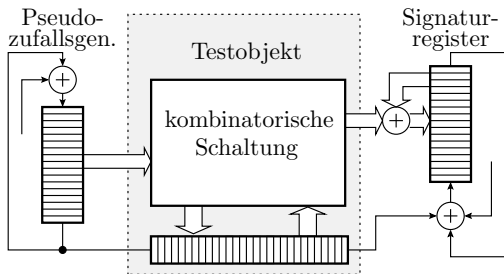 Pseudo-
zufallsgen.
Testobjekt
Signatur-
register
kombinatorische
Schaltung